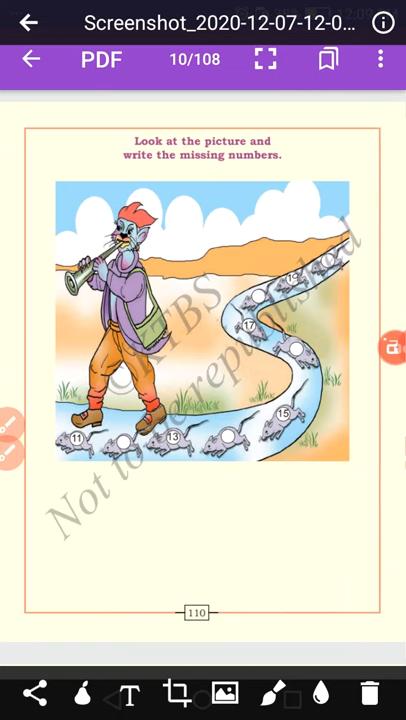 Screenshot_2020-12-07-12-0...
PDF
10/108
Look at the picture and
write the missing numbers.
19
17
15
11
13
© KTBS
Not to be republished
110
T